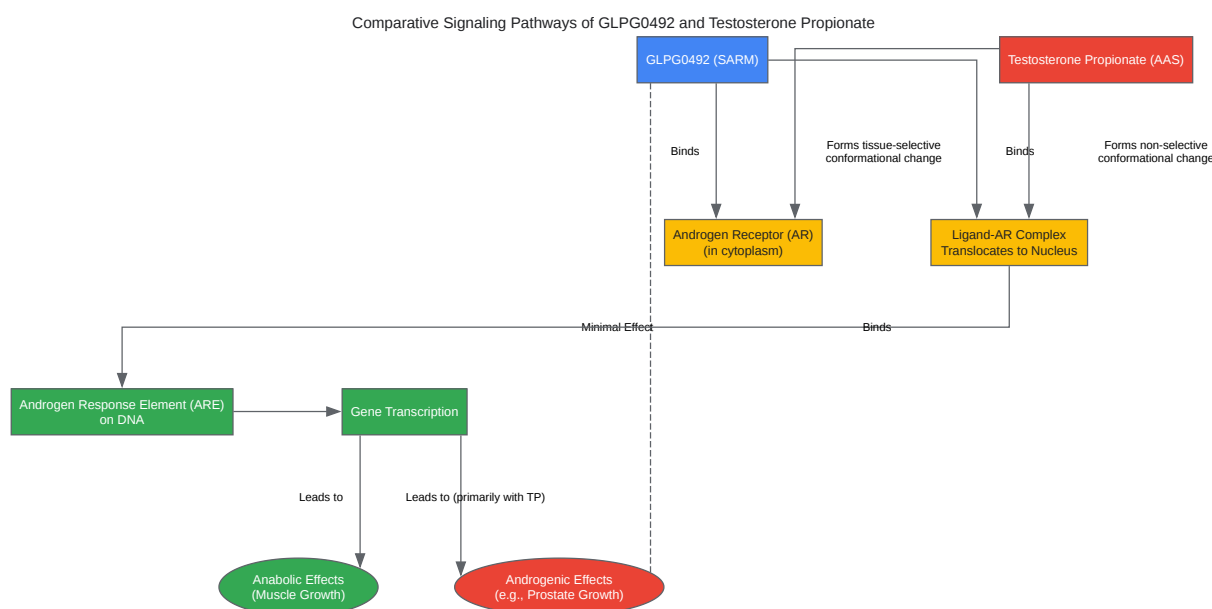 Comparative Signaling Pathways of GLPG0492 and Testosterone Propionate
GLPG0492 (SARM)
Testosterone Propionate (AAS)
Binds
Forms tissue-selective
conformational change
Binds
Forms non-selective
conformational change
Androgen Receptor (AR)
(in cytoplasm)
Ligand-AR Complex
Translocates to Nucleus
Minimal Effect
Binds
Androgen Response Element (ARE)
on DNA
Gene Transcription
Leads to
Leads to (primarily with TP)
Anabolic Effects
(Muscle Growth)
Androgenic Effects
(e.g., Prostate Growth)